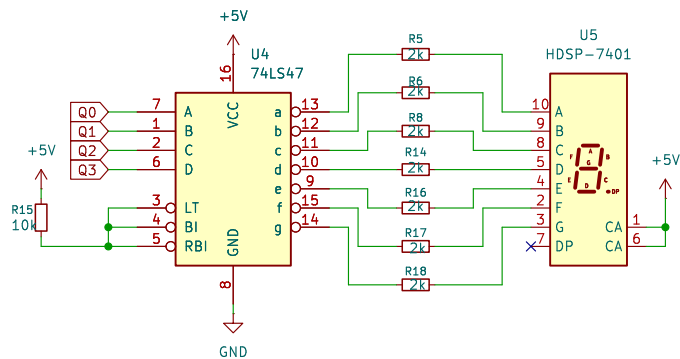 +5V
U4
74LS47
16
VCC
Q0
Q1
Q2
Q3
7
1
2
6
A
B
C
D
+5V
R15
10k
3
4
5
LT
BI
RBI
GND
8
GND
a
b
c
d
e
f
g
13
12
11
10
9
15
14
R5
2k
R6
2k
R8
2k
R14
2k
R16
2k
R17
2k
R18
2k
U5
HDSP-7401
10
9
8
5
4
2
3
7
A
B
C
D
E
F
G
DP
A
F
B
G
E
C
D
DP
CA
CA
1
6
+5V